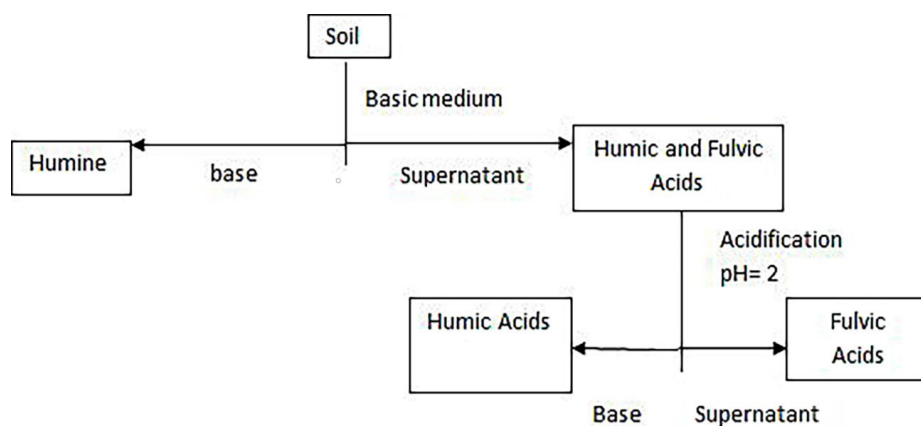 Soil
Basic medium
Humine
base
Supernatant
Humic and Fulvic
Acids
Acidification
pH= 2
Humic Acids
Fulvic
Acids
Base
Supernatant